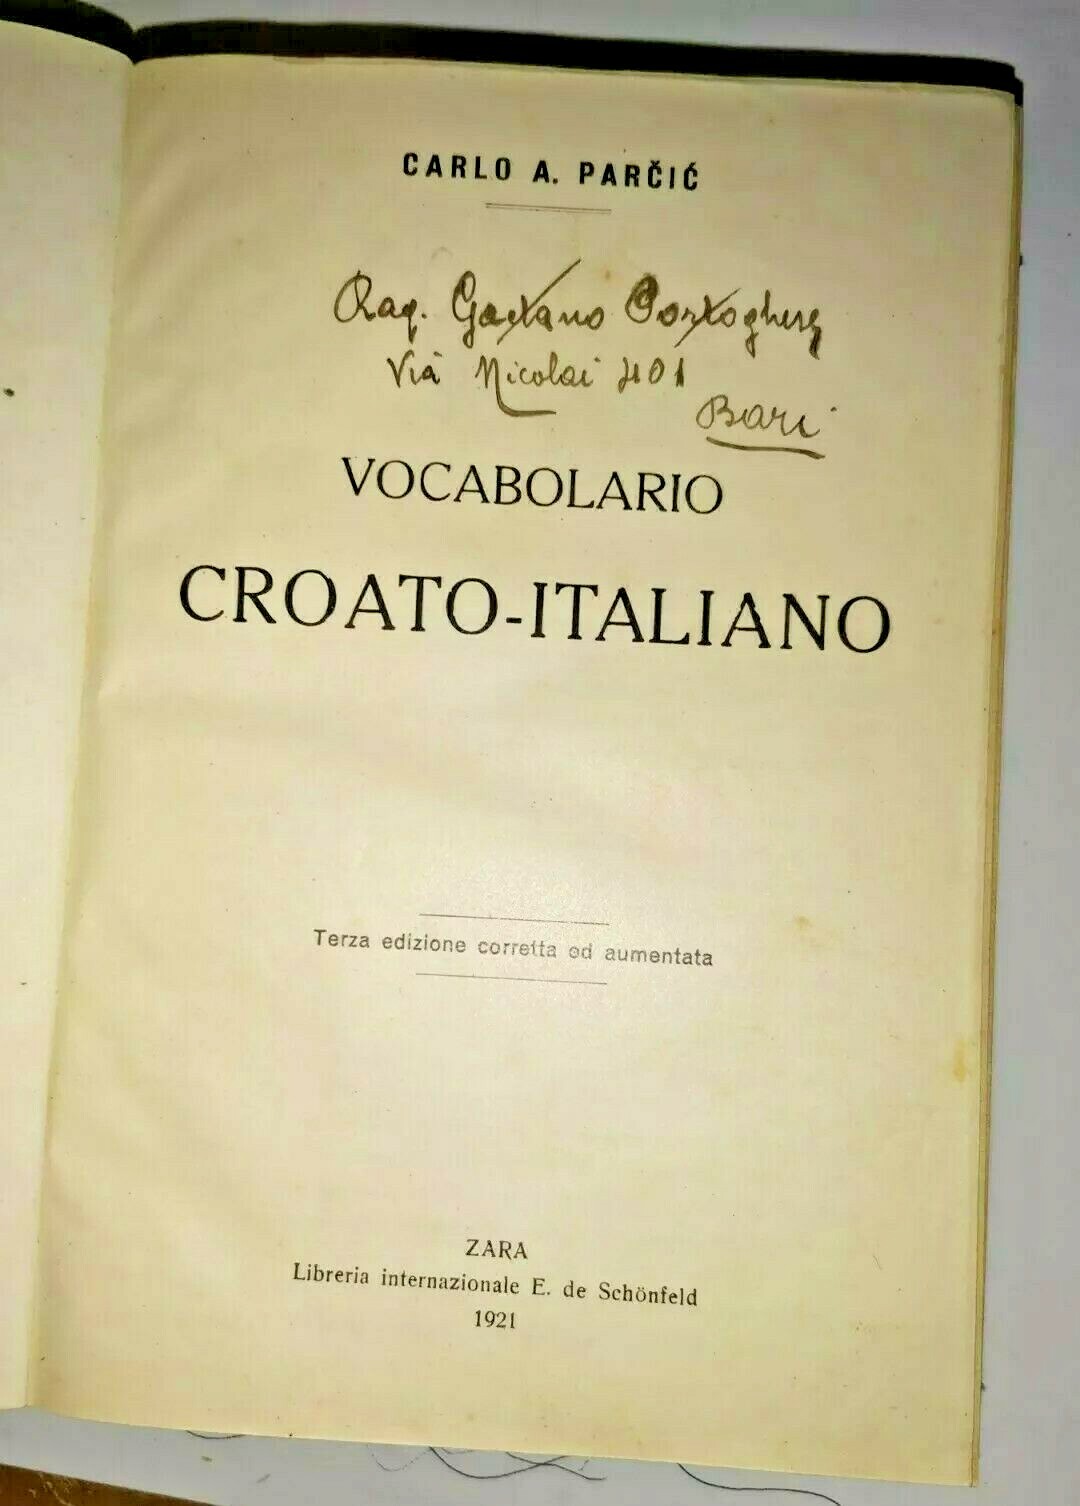 CARLO A. PARČIĆ
Rag. Gaetano Portoghese
Via Nicolai 401
Bari
VOCABOLARIO
CROATO-ITALIANO
Terza edizione corretta ed aumentata
ZARA
Libreria internazionale E. de Schönfeld
1921